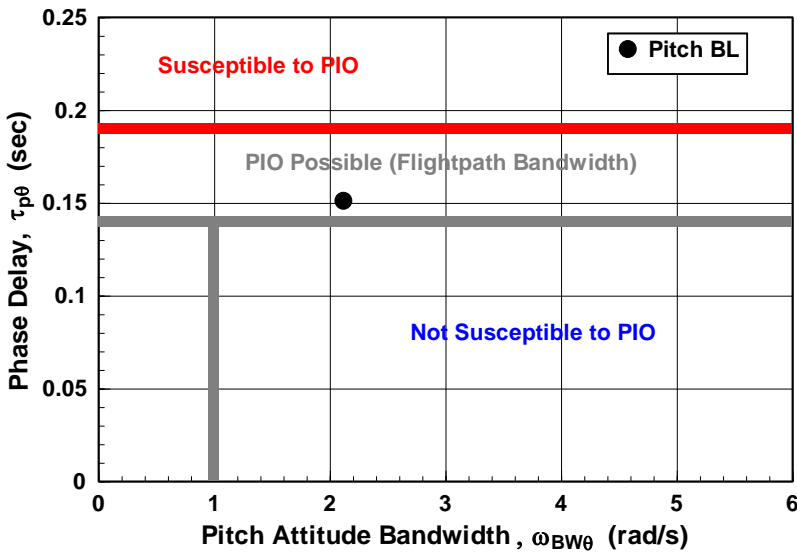 0.25
0.2
0.15
0.1
0.05
0
Phase Delay, τpθ (sec)
Susceptible to PIO
Pitch BL
PIO Possible (Flightpath Bandwidth)
Not Susceptible to PIO
0 1 2 3 4 5 6
Pitch Attitude Bandwidth , ωBWθ (rad/s)